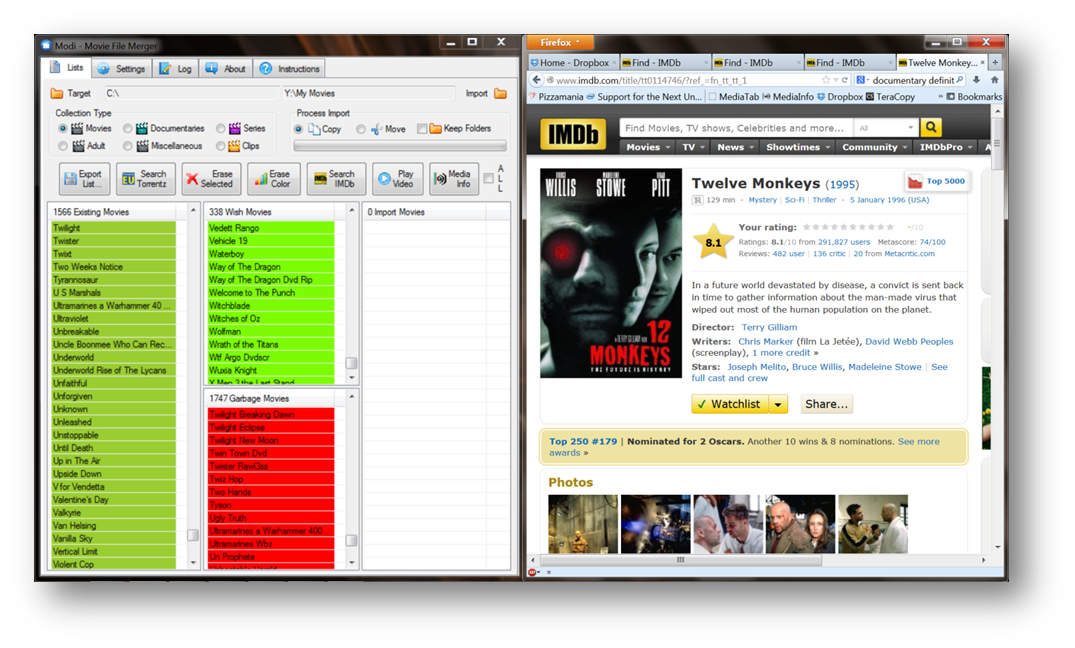 Modi - Movie File Merger
Lists
Settings
Log
About
Instructions
Target
C:\
Y:\My Movies
Import
Collection Type
Movies
Documentaries
Series
Adult
Miscellaneous
Clips
Process Import
Copy
Move
Keep Folders
Export List...
Search Torrentz
Erase Selected
Erase Color
Search IMDb
Play Video
Media Info
A
L
L
1566 Existing Movies
Twilight
Twister
Twixt
Two Weeks Notice
Tyrannosaur
U S Marshals
Ultramarines a Warhammer 40 ...
Ultraviolet
Unbreakable
Uncle Boonmee Who Can Rec...
Underworld
Underworld Rise of The Lycans
Unfaithful
Unforgiven
Unknown
Unleashed
Unstoppable
Until Death
Up in The Air
Upside Down
V for Vendetta
Valentine's Day
Valkyrie
Van Helsing
Vanilla Sky
Vertical Limit
Violent Cop
338 Wish Movies
Vedett Rango
Vehicle 19
Waterboy
Way of The Dragon
Way of The Dragon Dvd Rip
Welcome to The Punch
Witchblade
Witches of Oz
Wolfman
Wrath of the Titans
Wtf Argo Dvdscr
Wuxia Knight
X Men 3 the Last Stand
1747 Garbage Movies
Twilight Breaking Dawn
Twilight Eclipse
Twilight New Moon
Twin Town Dvd
Twister Rawl3ss
Twiz Hop
Two Hands
Tyson
Ugly Truth
Ultramarines a Warhammer 400...
Ultramarines Wbz
Un Prophete
0 Import Movies
Firefox
Home - Dropbox
Find - IMDb
Find - IMDb
Find - IMDb
Twelve Monkey...
www.imdb.com/title/tt0114746/?ref_=fn_tt_tt_1
documentary definit
Pizzamania
Support for the Next Un...
MediaTab
MediaInfo
Dropbox
TeraCopy
Bookmarks
IMDb
Find Movies, TV shows, Celebrities and more...
All
Movies
TV
News
Showtimes
Community
IMDbPro
A
BRUCE WILLIS
MADELEINE STOWE
BRAD PITT
A TERRY GILLIAM FILM
12
MONKEYS
THE FUTURE IS HISTORY
Twelve Monkeys (1995)
Top 5000
R 129 min - Mystery | Sci-Fi | Thriller - 5 January 1996 (USA)
8.1
Your rating: -/10
Ratings: 8.1/10 from 291,827 users Metascore: 74/100
Reviews: 482 user | 136 critic | 20 from Metacritic.com
In a future world devastated by disease, a convict is sent back
in time to gather information about the man-made virus that
wiped out most of the human population on the planet.
Director: Terry Gilliam
Writers: Chris Marker (film La Jetée), David Webb Peoples
(screenplay), 1 more credit »
Stars: Joseph Melito, Bruce Willis, Madeleine Stowe | See
full cast and crew
Watchlist
Share...
Top 250 #179 | Nominated for 2 Oscars. Another 10 wins & 8 nominations. See more
awards »
Photos